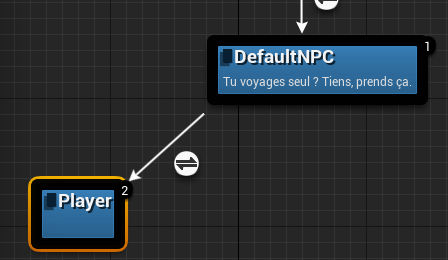 1
DefaultNPC
Tu voyages seul ? Tiens, prends ça.
2
Player